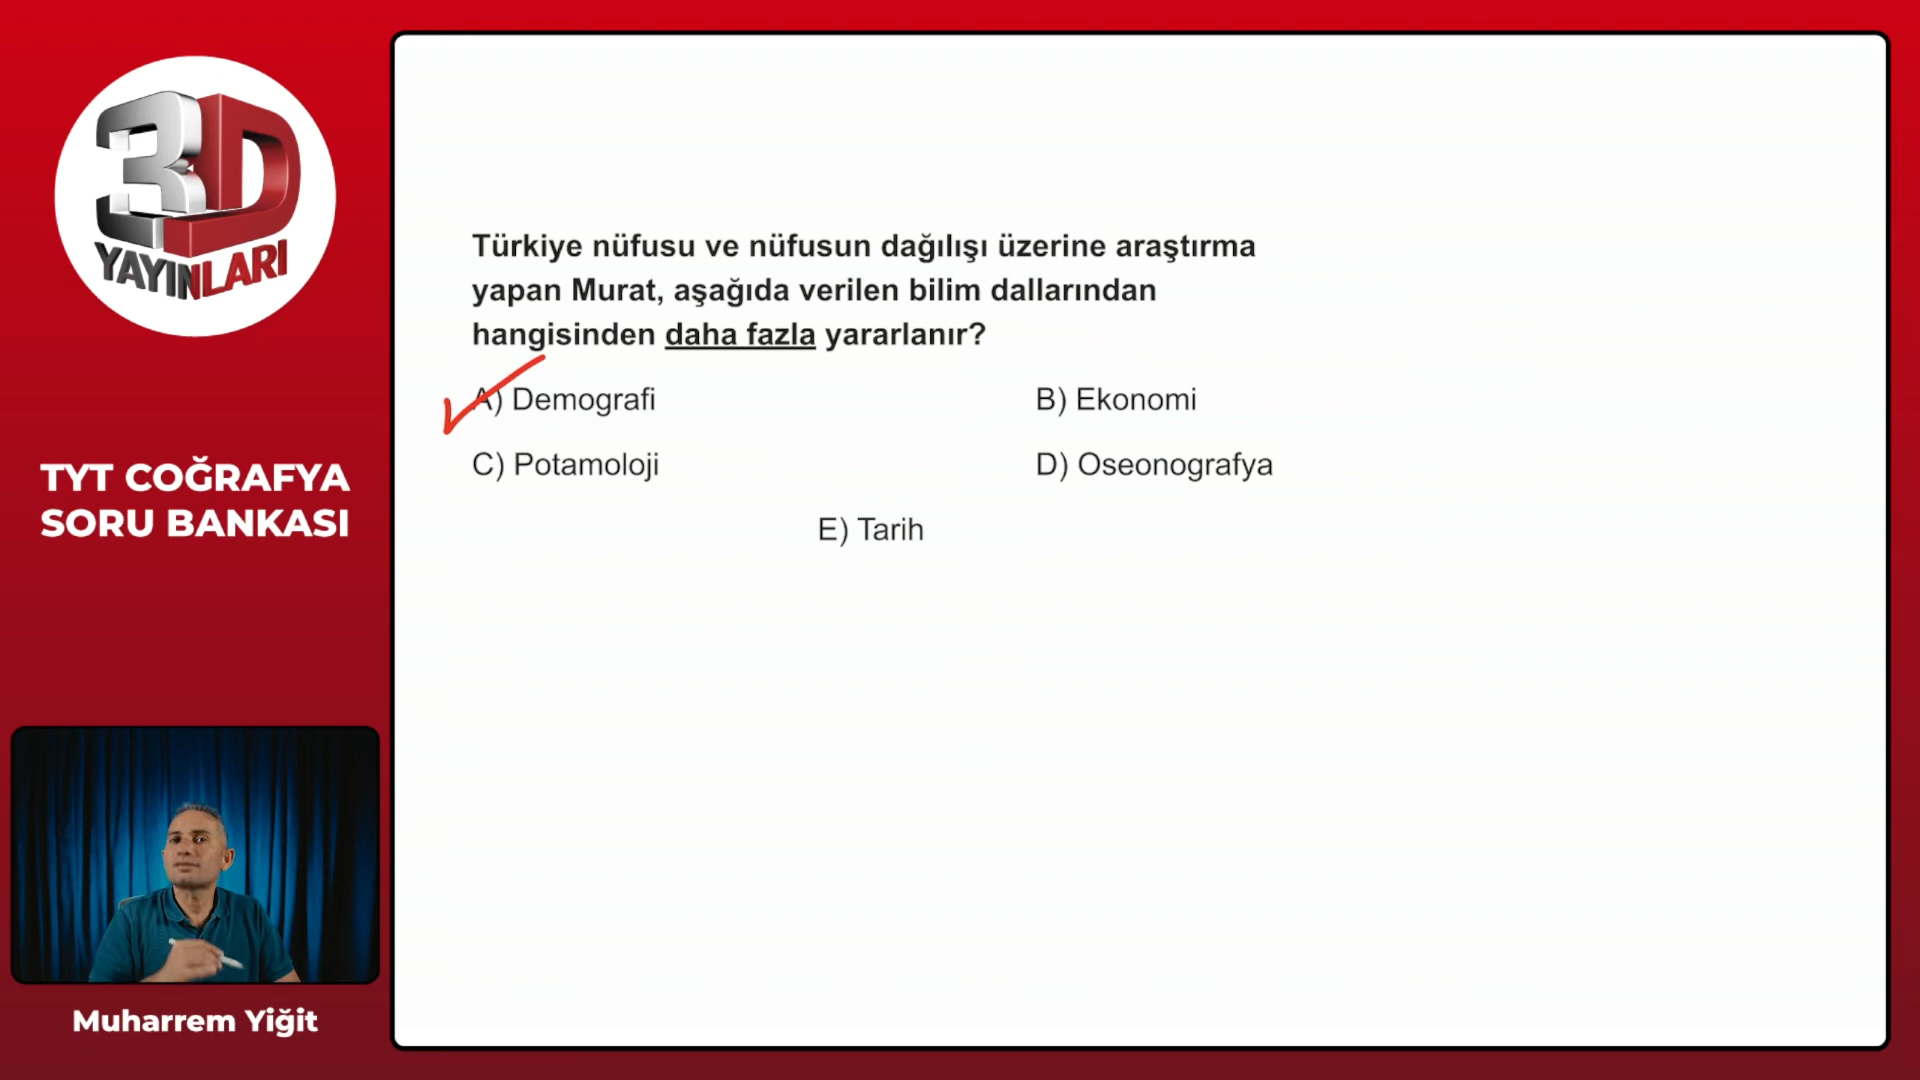 3D
YAYINLARI
TYT COĞRAFYA
SORU BANKASI
Muharrem Yiğit
Türkiye nüfusu ve nüfusun dağılışı üzerine araştırma
yapan Murat, aşağıda verilen bilim dallarından
hangisinden daha fazla yararlanır?
A) Demografi
B) Ekonomi
C) Potamoloji
D) Oseonografya
E) Tarih